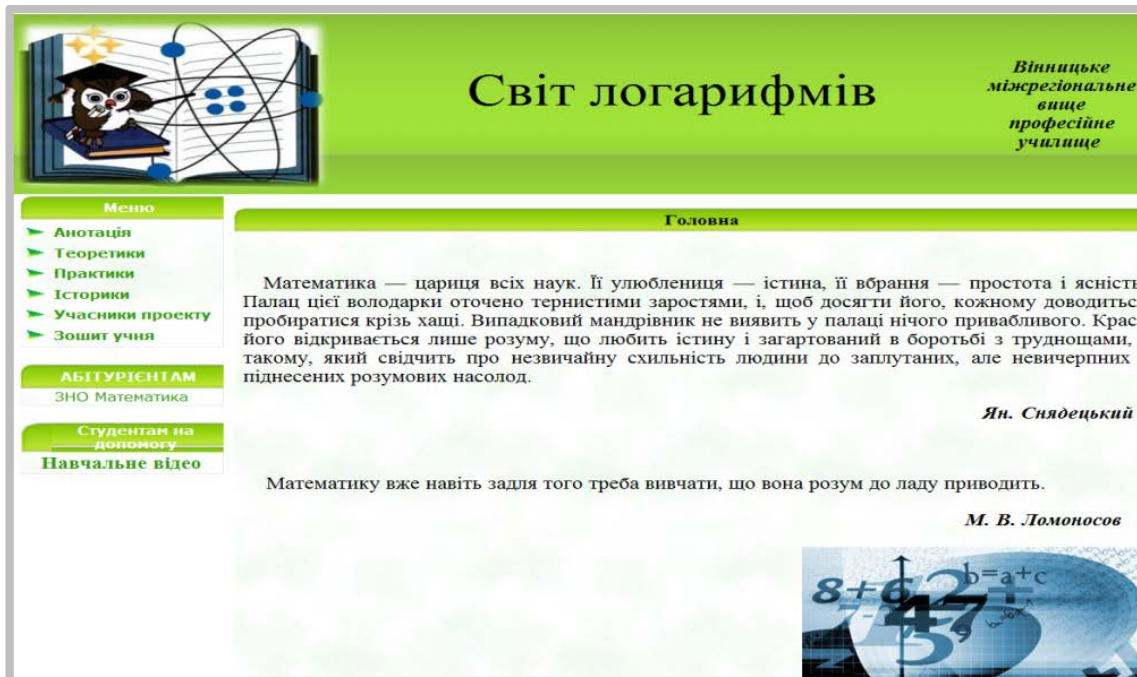 Світ логарифмів
Вінницьке
міжрегіональне
вище
професійне
училище
Меню
Анотація
Теоретики
Практики
Історики
Учасники проекту
Зошит учня
АБІТУРІЄНТАМ
ЗНО Математика
Студентам на
допомогу
Навчальне відео
Головна
Математика — цариця всіх наук. Її улюблениця — істина, її вбрання — простота і ясність
Палац цієї володарки оточено тернистими заростями, і, щоб досягти його, кожному доводитьс
пробиратися крізь хащі. Випадковий мандрівник не виявить у палаці нічого привабливого. Крас
його відкривається лише розуму, що любить істину і загартований в боротьбі з труднощами,
такому, який свідчить про незвичайну схильність людини до заплутаних, але невичерпних
піднесених розумових насолод.
Ян. Снядецький
Математику вже навіть задля того треба вивчати, що вона розум до ладу приводить.
М. В. Ломоносов
b=a+c
8+6
47